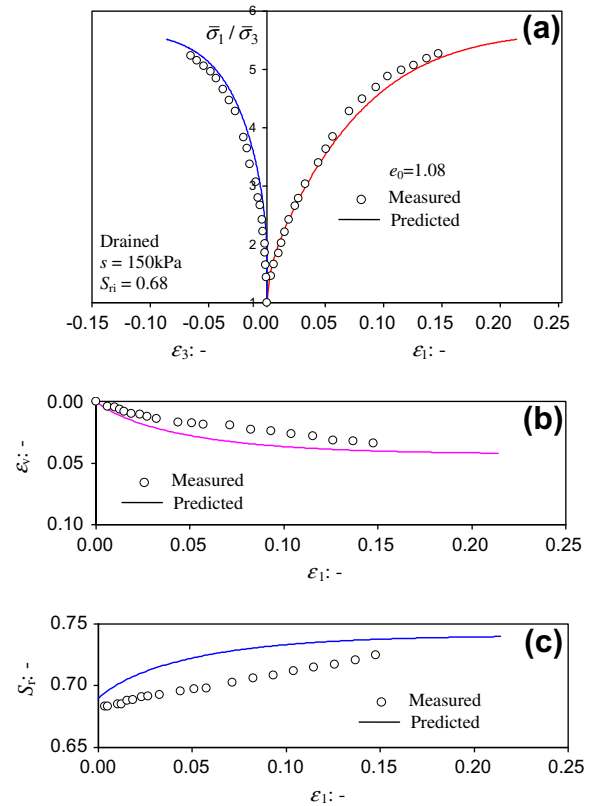 6
σ̄₁ / σ̄₃
(a)
5
4
3
2
1
e₀=1.08
Measured
Predicted
Drained
s = 150kPa
Sᵣᵢ = 0.68
-0.15 -0.10 -0.05 0.00 0.05 0.10 0.15 0.20 0.25
ε₃: - ε₁: -
(b)
0.00
0.05
0.10
εᵥ: -
Measured
Predicted
0.00 0.05 0.10 0.15 0.20 0.25
ε₁: -
(c)
0.75
0.70
0.65
Sᵣ: -
Measured
Predicted
0.00 0.05 0.10 0.15 0.20 0.25
ε₁: -